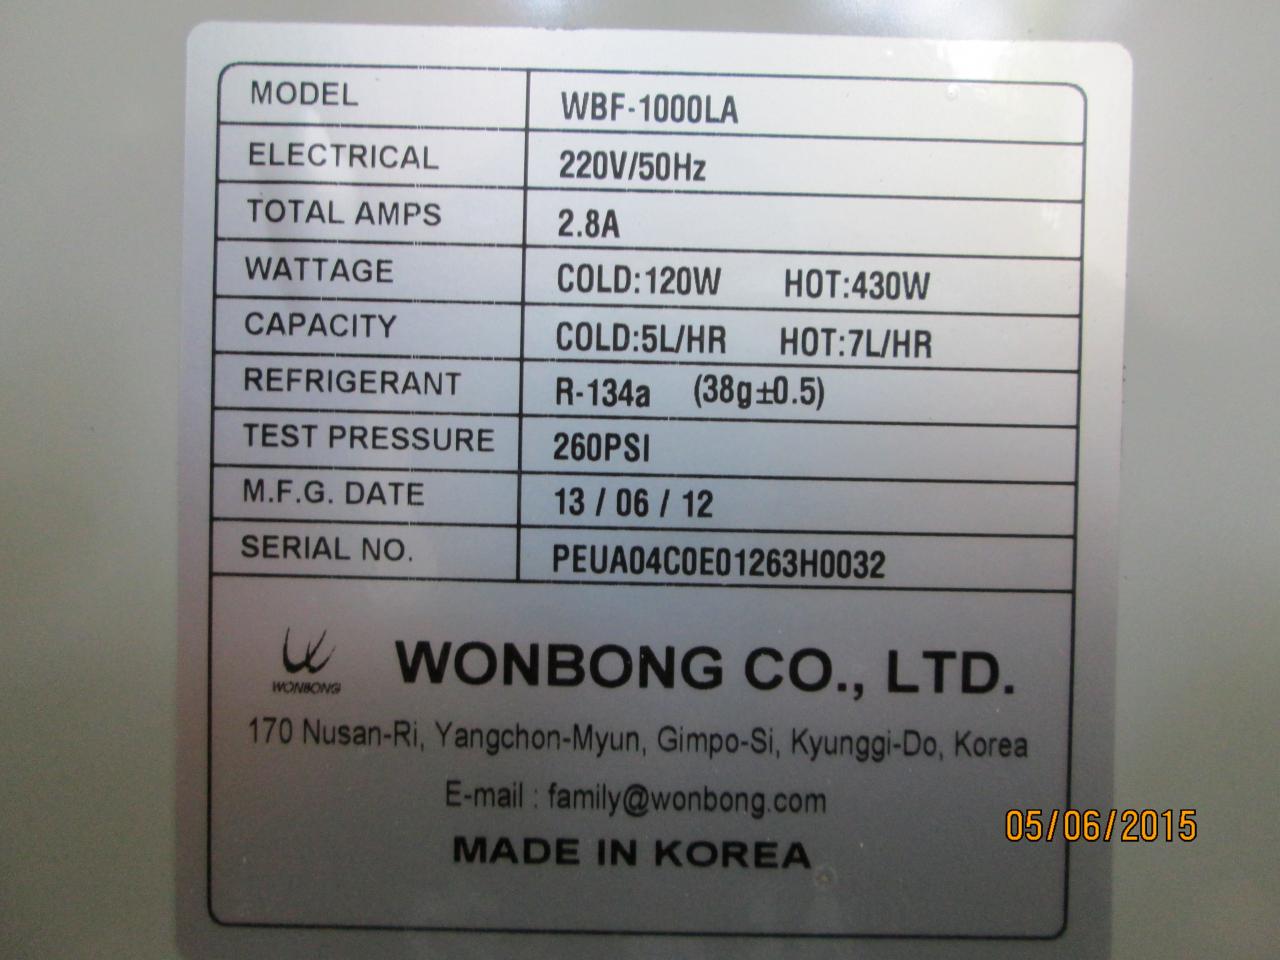 MODEL WBF-1000LA
ELECTRICAL 220V/50Hz
TOTAL AMPS 2.8A
WATTAGE COLD:120W HOT:430W
CAPACITY COLD:5L/HR HOT:7L/HR
REFRIGERANT R-134a (38g±0.5)
TEST PRESSURE 260PSI
M.F.G. DATE 13 / 06 / 12
SERIAL NO. PEUA04C0E01263H0032
WONBONG WONBONG CO., LTD.
170 Nusan-Ri, Yangchon-Myun, Gimpo-Si, Kyunggi-Do, Korea
E-mail : family@wonbong.com
MADE IN KOREA
05/06/2015